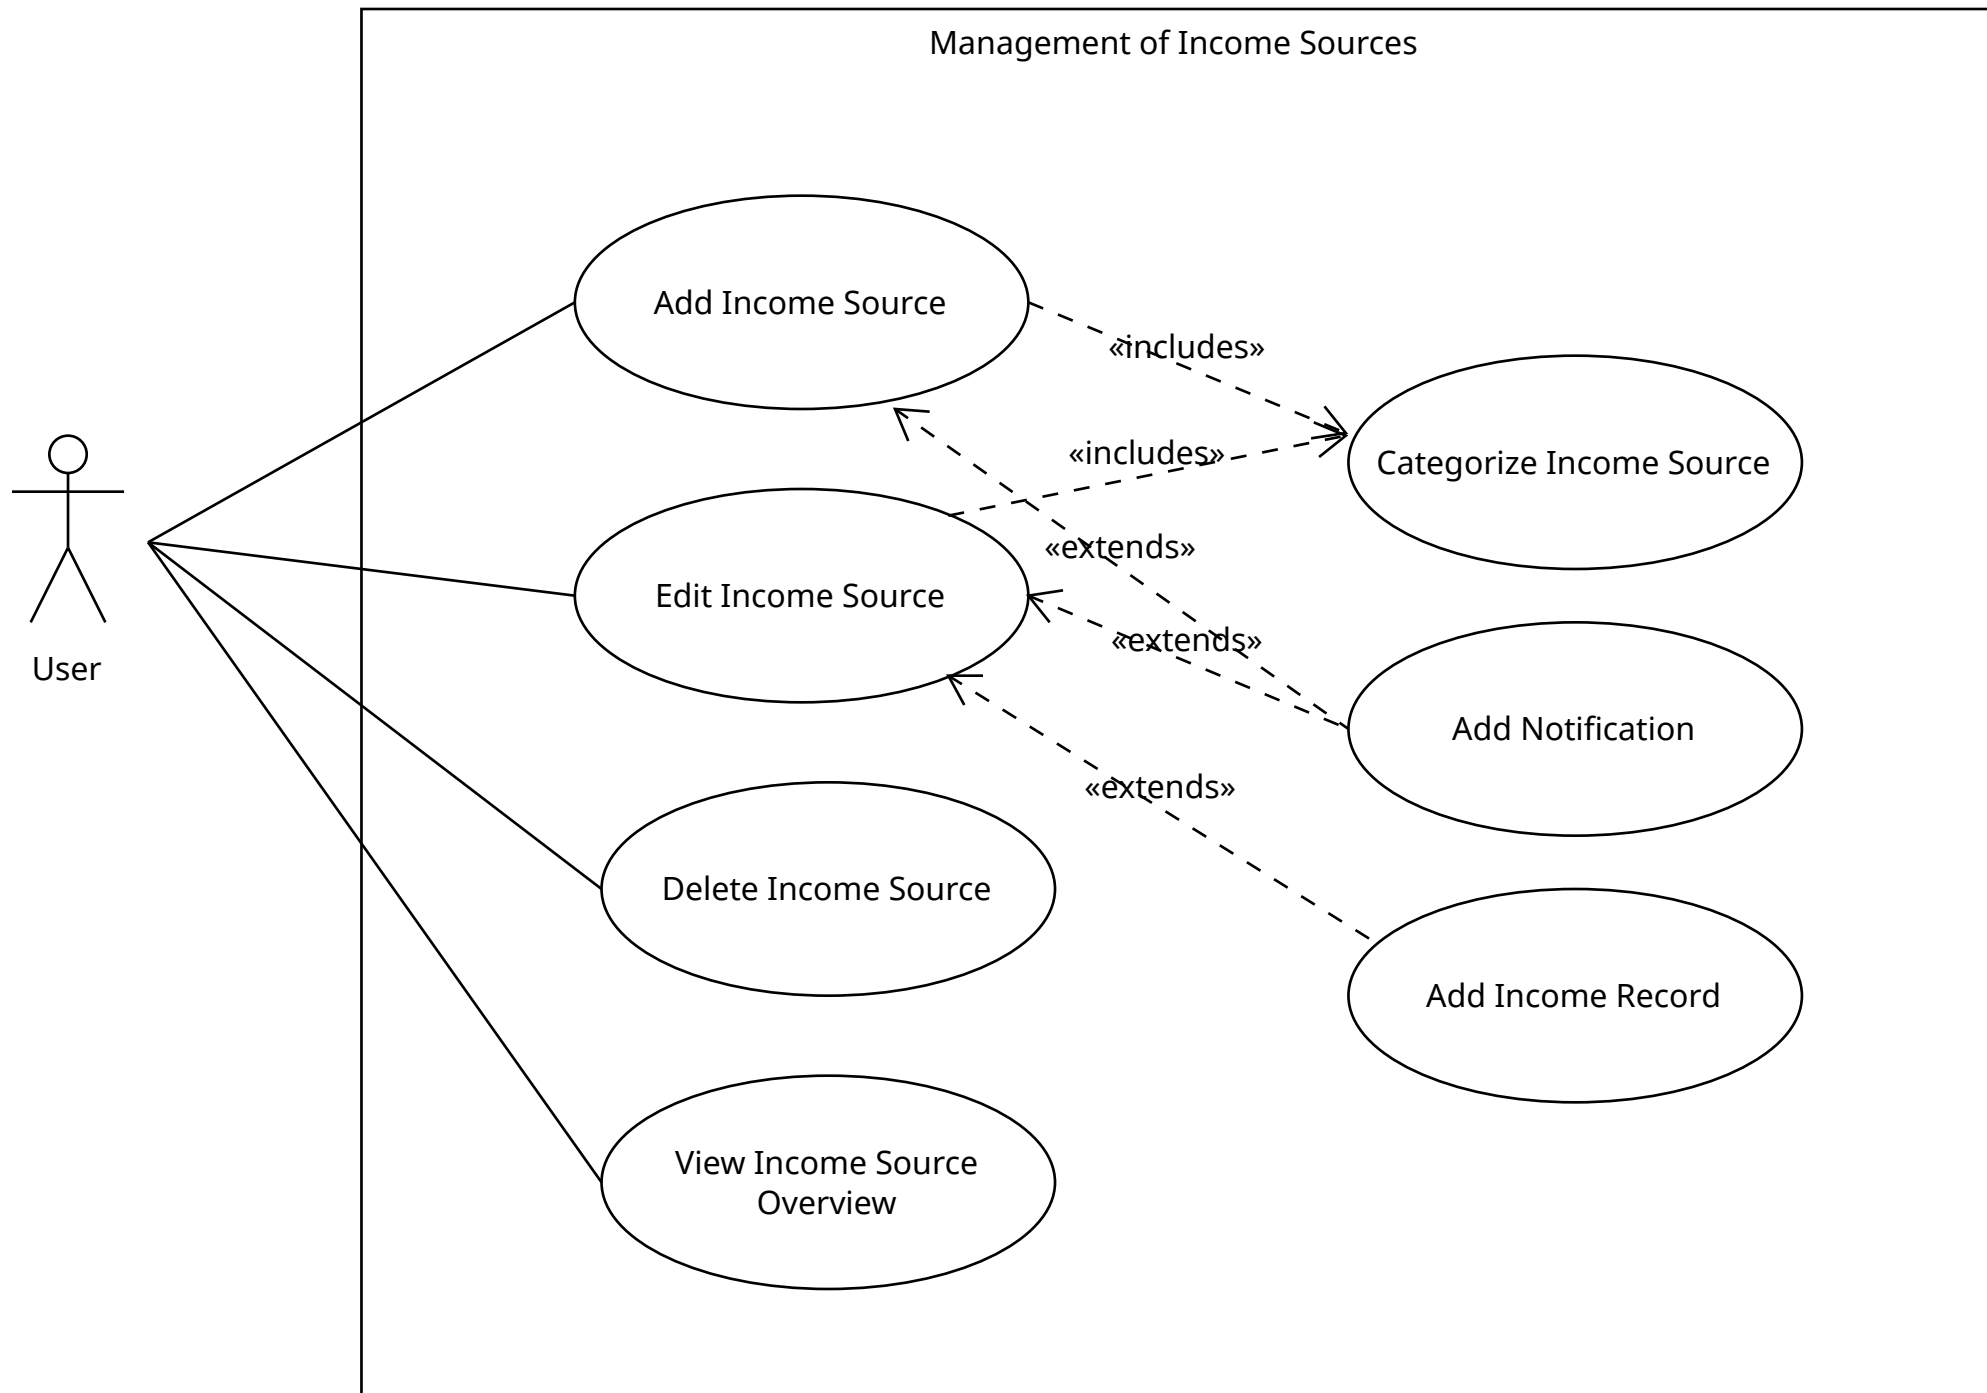 Management of Income Sources
Add Income Source
«includes»
Categorize Income Source
«includes»
«extends»
Edit Income Source
«extends»
User
Add Notification
«extends»
Delete Income Source
Add Income Record
View Income Source
Overview